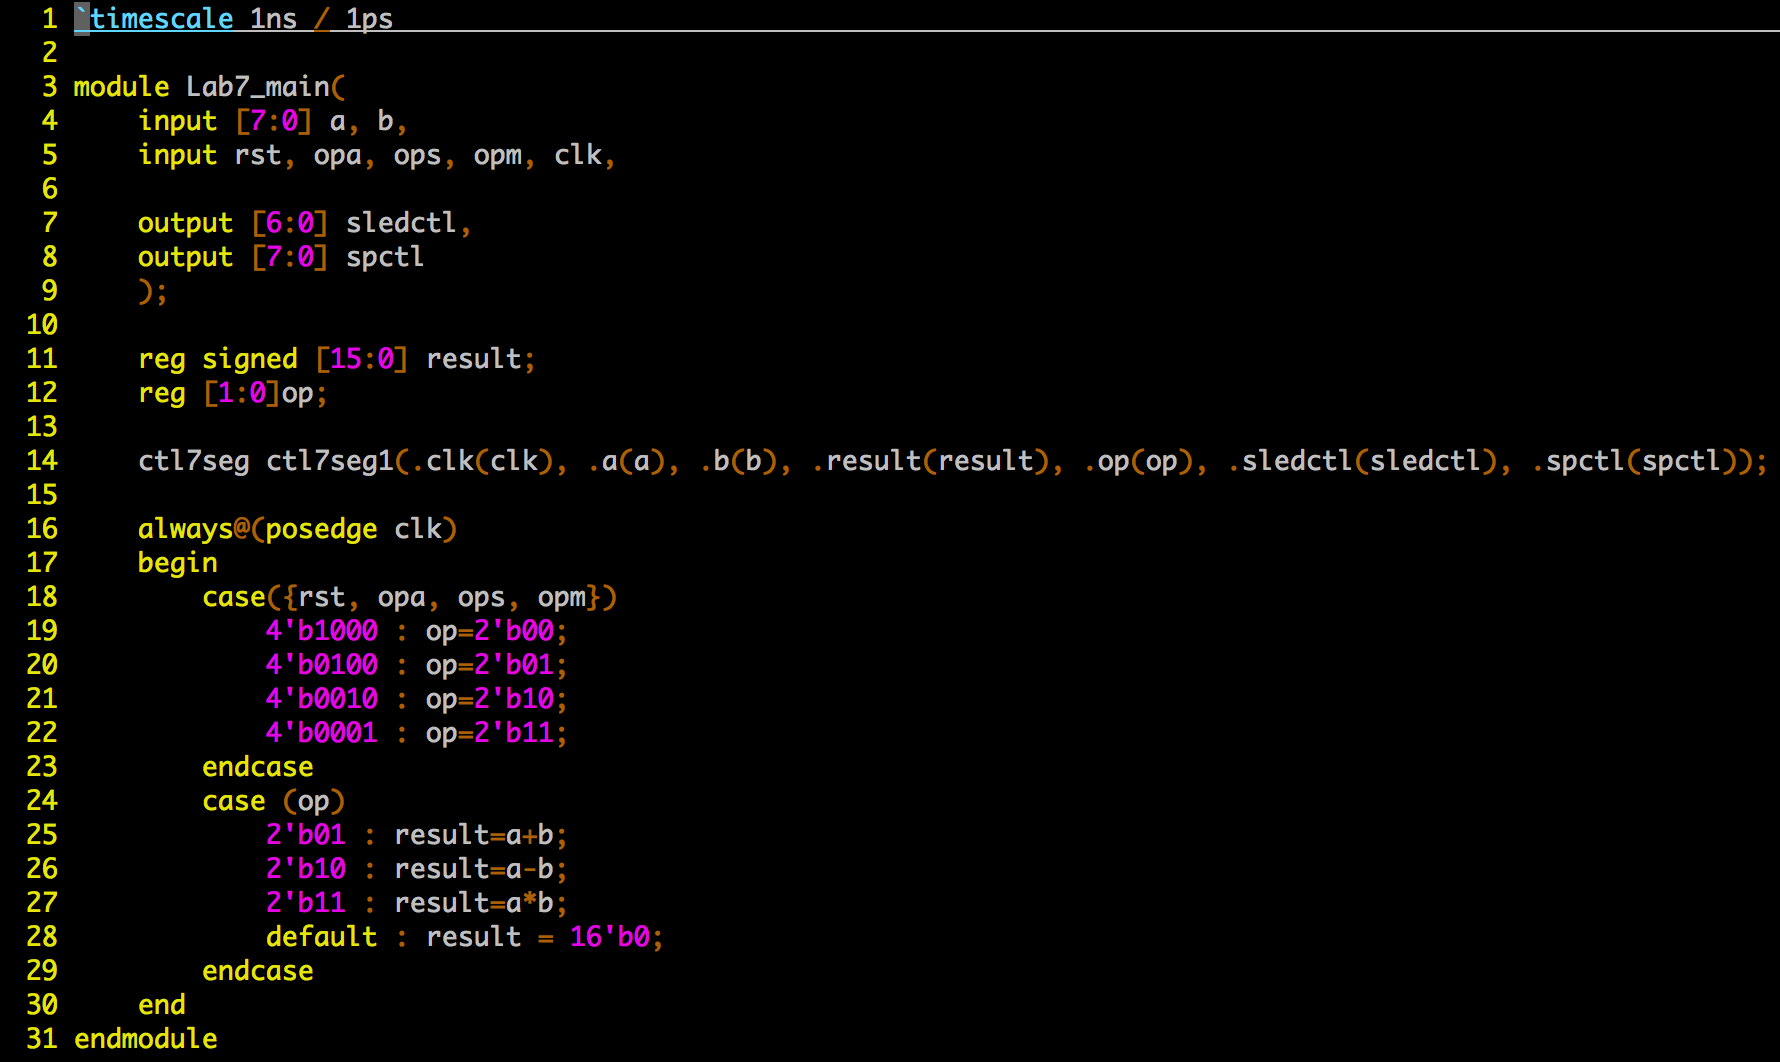 1 `timescale 1ns / 1ps
2
3 module Lab7_main(
4     input [7:0] a, b,
5     input rst, opa, ops, opm, clk,
6
7     output [6:0] sledctl,
8     output [7:0] spctl
9     );
10
11     reg signed [15:0] result;
12     reg [1:0]op;
13
14     ctl7seg ctl7seg1(.clk(clk), .a(a), .b(b), .result(result), .op(op), .sledctl(sledctl), .spctl(spctl));
15
16     always@(posedge clk)
17     begin
18         case({rst, opa, ops, opm})
19             4'b1000 : op=2'b00;
20             4'b0100 : op=2'b01;
21             4'b0010 : op=2'b10;
22             4'b0001 : op=2'b11;
23         endcase
24         case (op)
25             2'b01 : result=a+b;
26             2'b10 : result=a-b;
27             2'b11 : result=a*b;
28             default : result = 16'b0;
29         endcase
30     end
31 endmodule